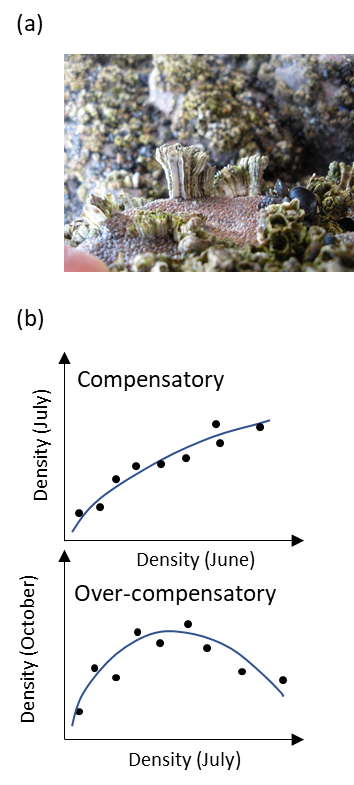 (a)
(b)
Compensatory
Density (July)
Density (June)
Over-compensatory
Density (October)
Density (July)